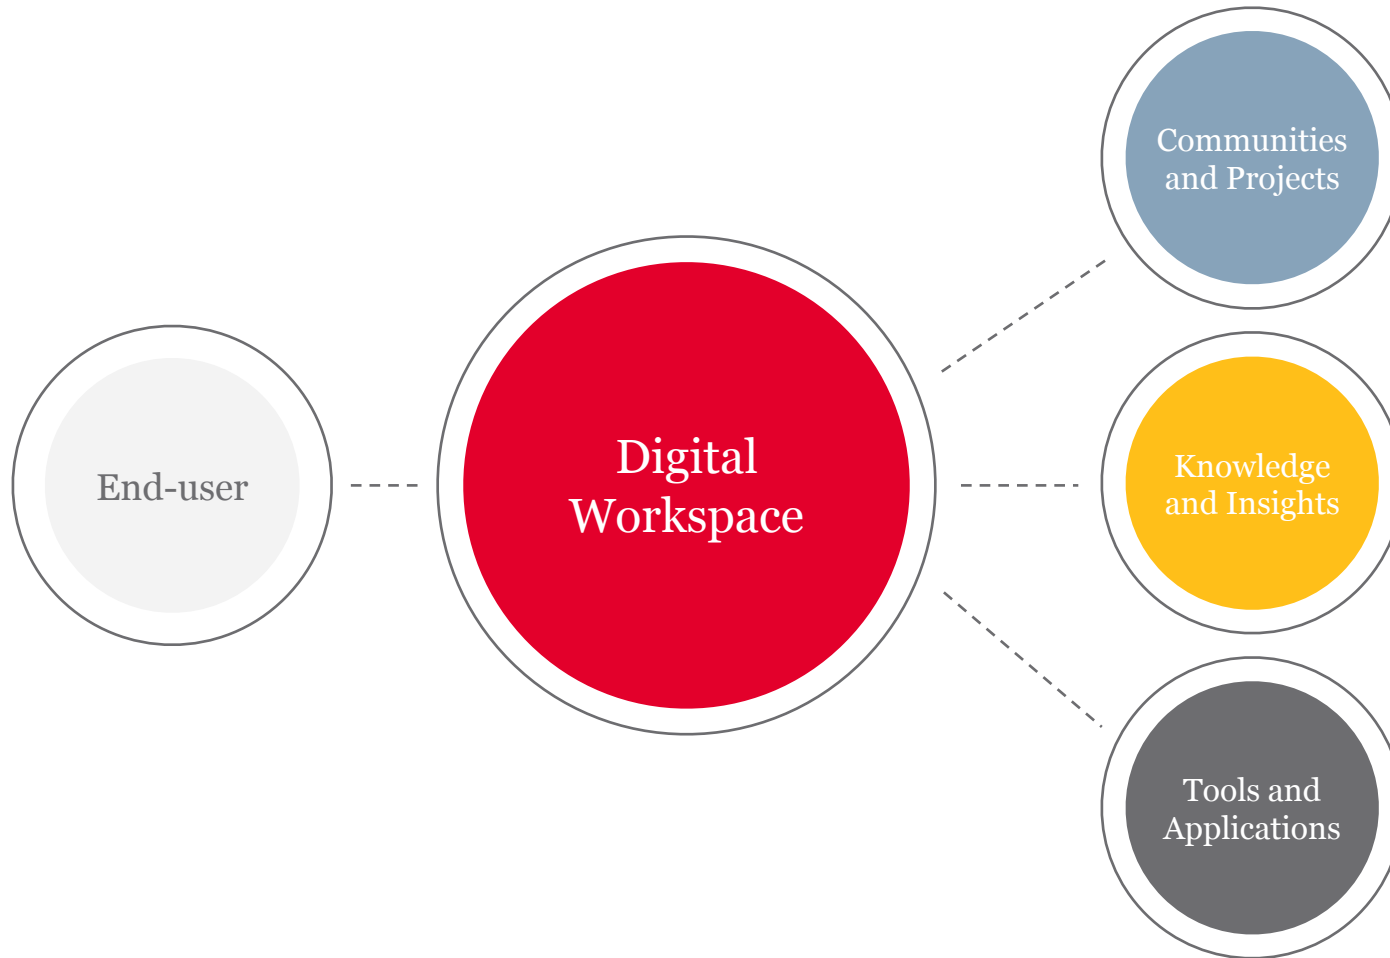 End-user
Digital
Workspace
Communities
and Projects
Knowledge
and Insights
Tools and
Applications